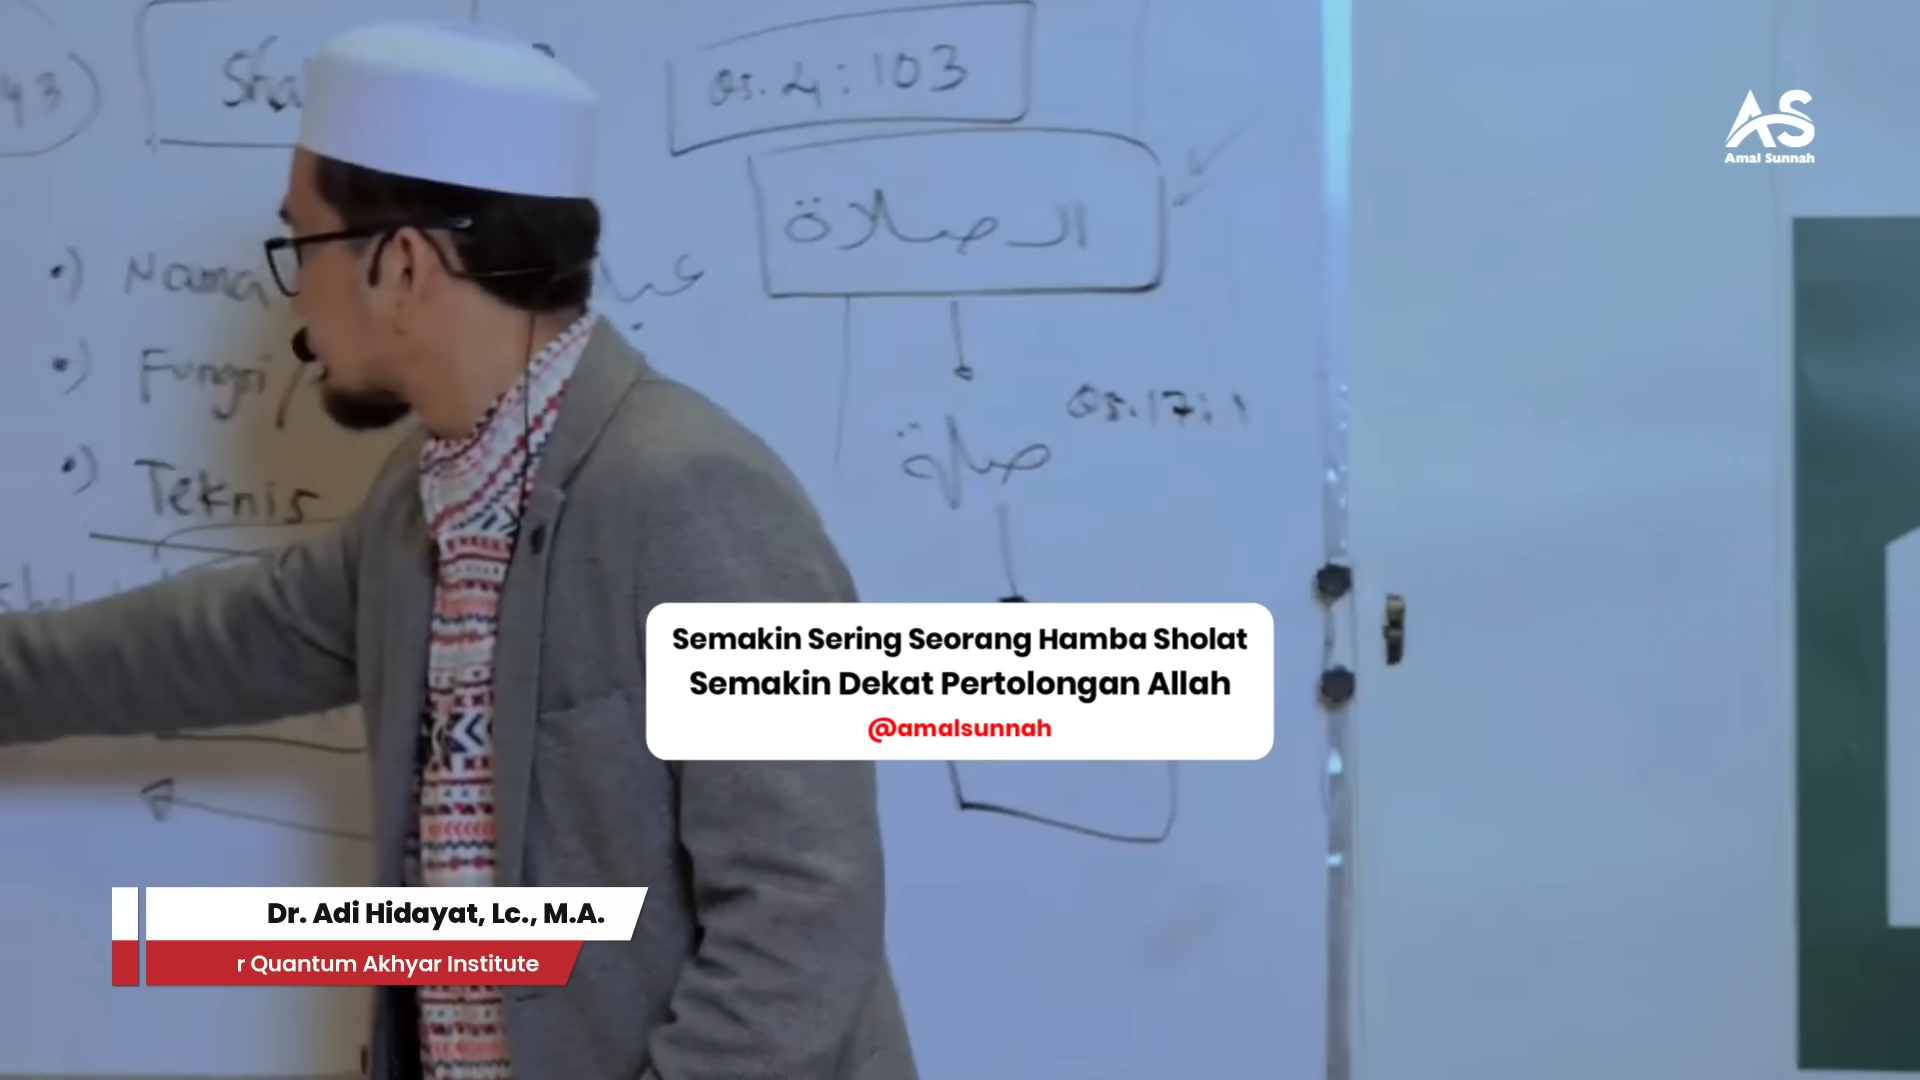 43)
Qs. 4 : 103
AS
Amal Sunnah
الصلاة
•) Nama
•) Fungsi /
Qs. 17 : 1
صلة
•) Teknis
Semakin Sering Seorang Hamba Sholat
Semakin Dekat Pertolongan Allah
@amalsunnah
Dr. Adi Hidayat, Lc., M.A.
r Quantum Akhyar Institute